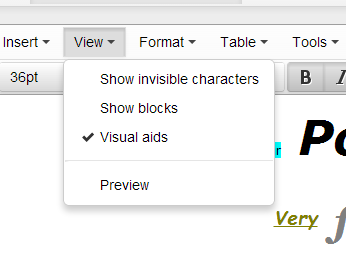 Insert View Format Table Tools
36pt B I
Show invisible characters
Show blocks
Visual aids
Preview
r Po
Very f